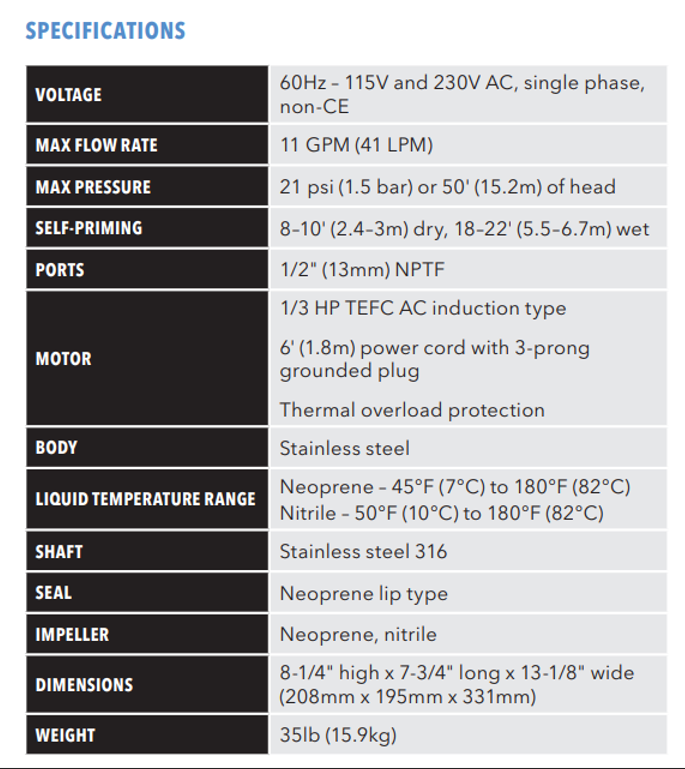 SPECIFICATIONS
VOLTAGE
60Hz – 115V and 230V AC, single phase,
non-CE
MAX FLOW RATE
11 GPM (41 LPM)
MAX PRESSURE
21 psi (1.5 bar) or 50' (15.2m) of head
SELF-PRIMING
8–10' (2.4–3m) dry, 18–22' (5.5–6.7m) wet
PORTS
1/2" (13mm) NPTF
MOTOR
1/3 HP TEFC AC induction type
6' (1.8m) power cord with 3-prong
grounded plug
Thermal overload protection
BODY
Stainless steel
LIQUID TEMPERATURE RANGE
Neoprene – 45°F (7°C) to 180°F (82°C)
Nitrile – 50°F (10°C) to 180°F (82°C)
SHAFT
Stainless steel 316
SEAL
Neoprene lip type
IMPELLER
Neoprene, nitrile
DIMENSIONS
8-1/4" high x 7-3/4" long x 13-1/8" wide
(208mm x 195mm x 331mm)
WEIGHT
35lb (15.9kg)